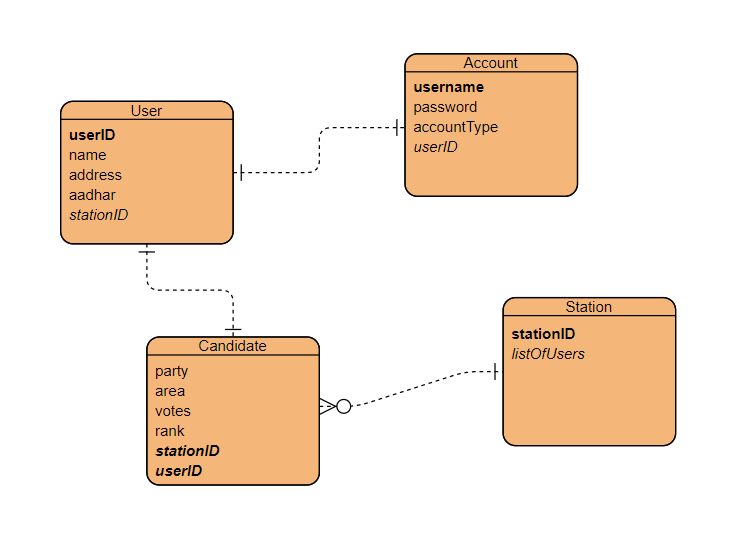 Account
username
password
accountType
userID
User
userID
name
address
aadhar
stationID
Station
stationID
listOfUsers
Candidate
party
area
votes
rank
stationID
userID